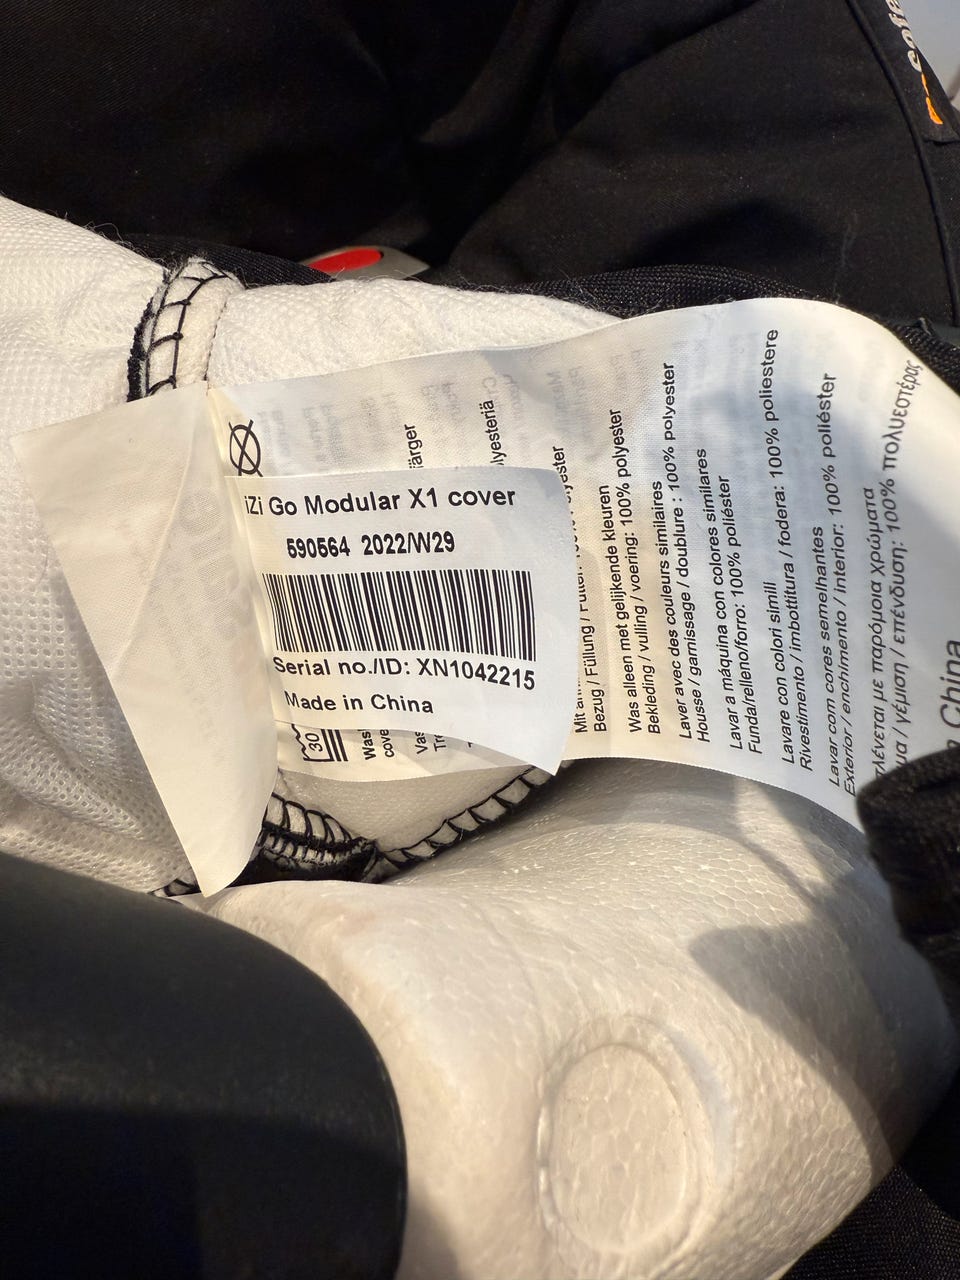 iZi Go Modular X1 cover
590564 2022/W29
Serial no./ID: XN1042215
Made in China
30
Bezug / Füllung / Futter: 100%
polyester
Was alleen met gelijkende kleuren
Bekleding / vulling / voering: 100% polyester
Laver avec des couleurs similaires
Housse / garnissage / doublure : 100% polyester
Lavar a máquina con colores similares
Funda/relleno/forro: 100% poliéster
Lavare con colori simili
Rivestimento / imbottitura / fodera: 100% poliestere
Lavar com cores semelhantes
Exterior / enchimento / interior: 100% poliéster
πλένεται με παρόμοια χρώματα
/ γέμιση / επένδυση: 100% πολυεστέρας
China